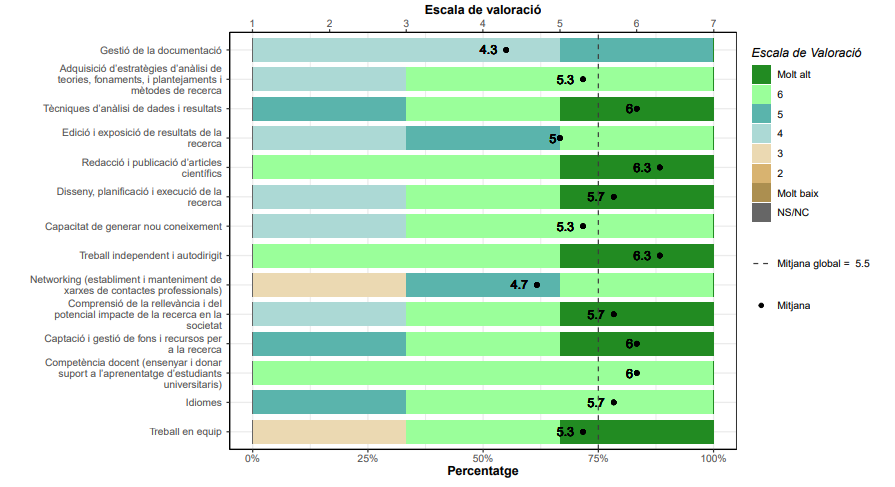 Escala de valoració
1 2 3 4 5 6 7
Gestió de la documentació
4.3
Adquisició d'estratègies d'anàlisi de
teories, fonaments, i plantejaments i
mètodes de recerca
5.3
Tècniques d'anàlisi de dades i resultats
6
Edició i exposició de resultats de la
recerca
5
Redacció i publicació d'articles
científics
6.3
Disseny, planificació i execució de la
recerca
5.7
Capacitat de generar nou coneixement
5.3
Treball independent i autodirigit
6.3
Networking (establiment i manteniment de
xarxes de contactes professionals)
4.7
Comprensió de la rellevància i del
potencial impacte de la recerca en la
societat
5.7
Captació i gestió de fons i recursos per
a la recerca
6
Competència docent (ensenyar i donar
suport a l'aprenentatge d'estudiants
universitaris)
6
Idiomes
5.7
Treball en equip
5.3
0% 25% 50% 75% 100%
Percentatge
Escala de Valoració
Molt alt
6
5
4
3
2
Molt baix
NS/NC
Mitjana global = 5.5
Mitjana